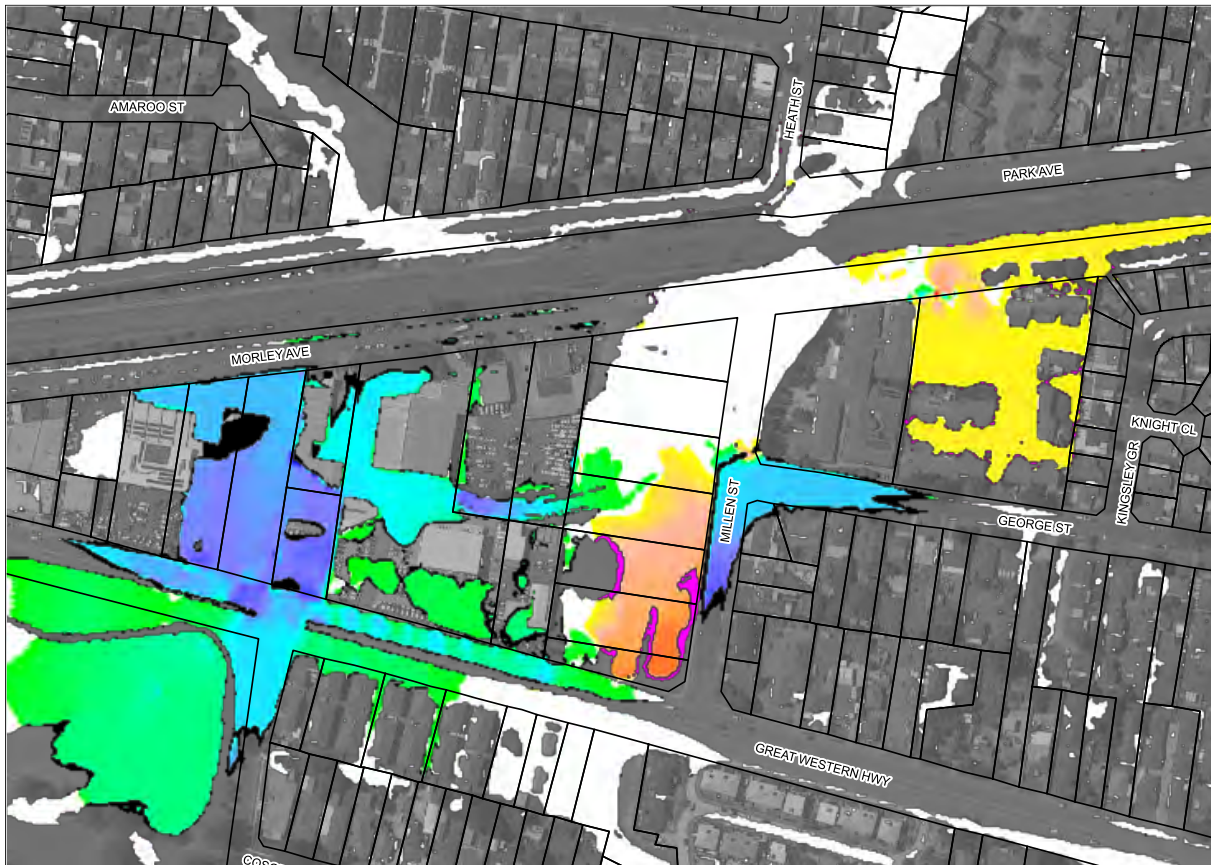 AMAROO ST
HEATH ST
PARK AVE
MORLEY AVE
KNIGHT CL
KINGSLEY GR
MILLEN ST
GEORGE ST
GREAT WESTERN HWY